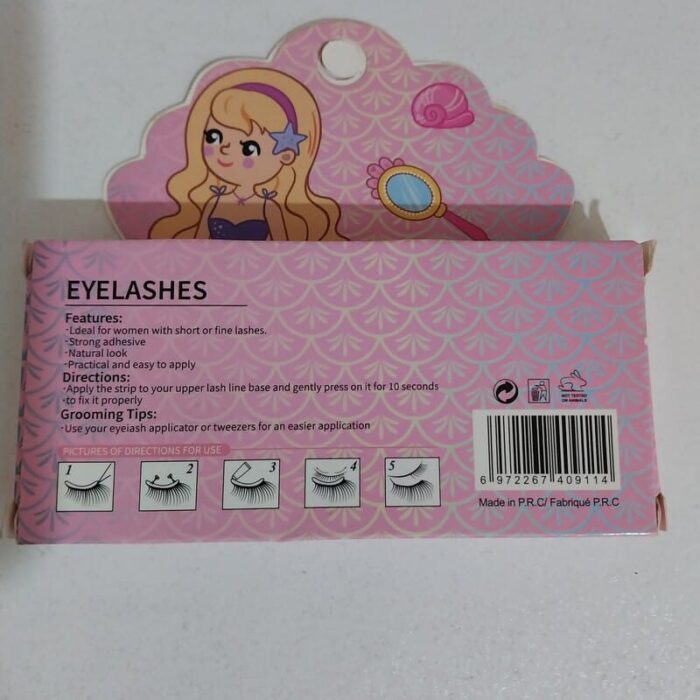 EYELASHES
Features:
·Ldeal for women with short or fine lashes.
·Strong adhesive
·Natural look
·Practical and easy to apply
Directions:
·Apply the strip to your upper lash line base and gently press on it for 10 seconds
·to fix it properly
Grooming Tips:
·Use your eyeiash applicator or tweezers for an easier application
PICTURES OF DIRECTIONS FOR USE
1 2 3 4 5
NOT TESTED
ON ANIMALS
6 972267 409114
Made in P.R.C/ Fabriqué P.R.C